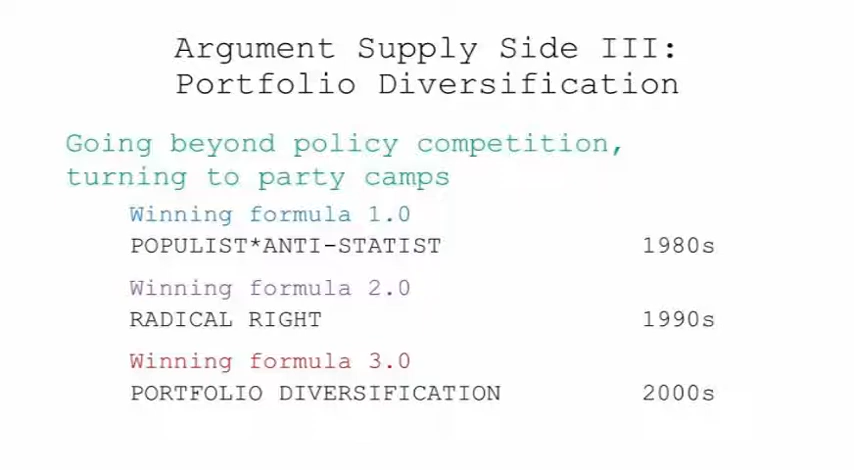 Argument Supply Side III:
Portfolio Diversification
Going beyond policy competition,
turning to party camps
Winning formula 1.0
POPULIST*ANTI-STATIST 1980s
Winning formula 2.0
RADICAL RIGHT 1990s
Winning formula 3.0
PORTFOLIO DIVERSIFICATION 2000s